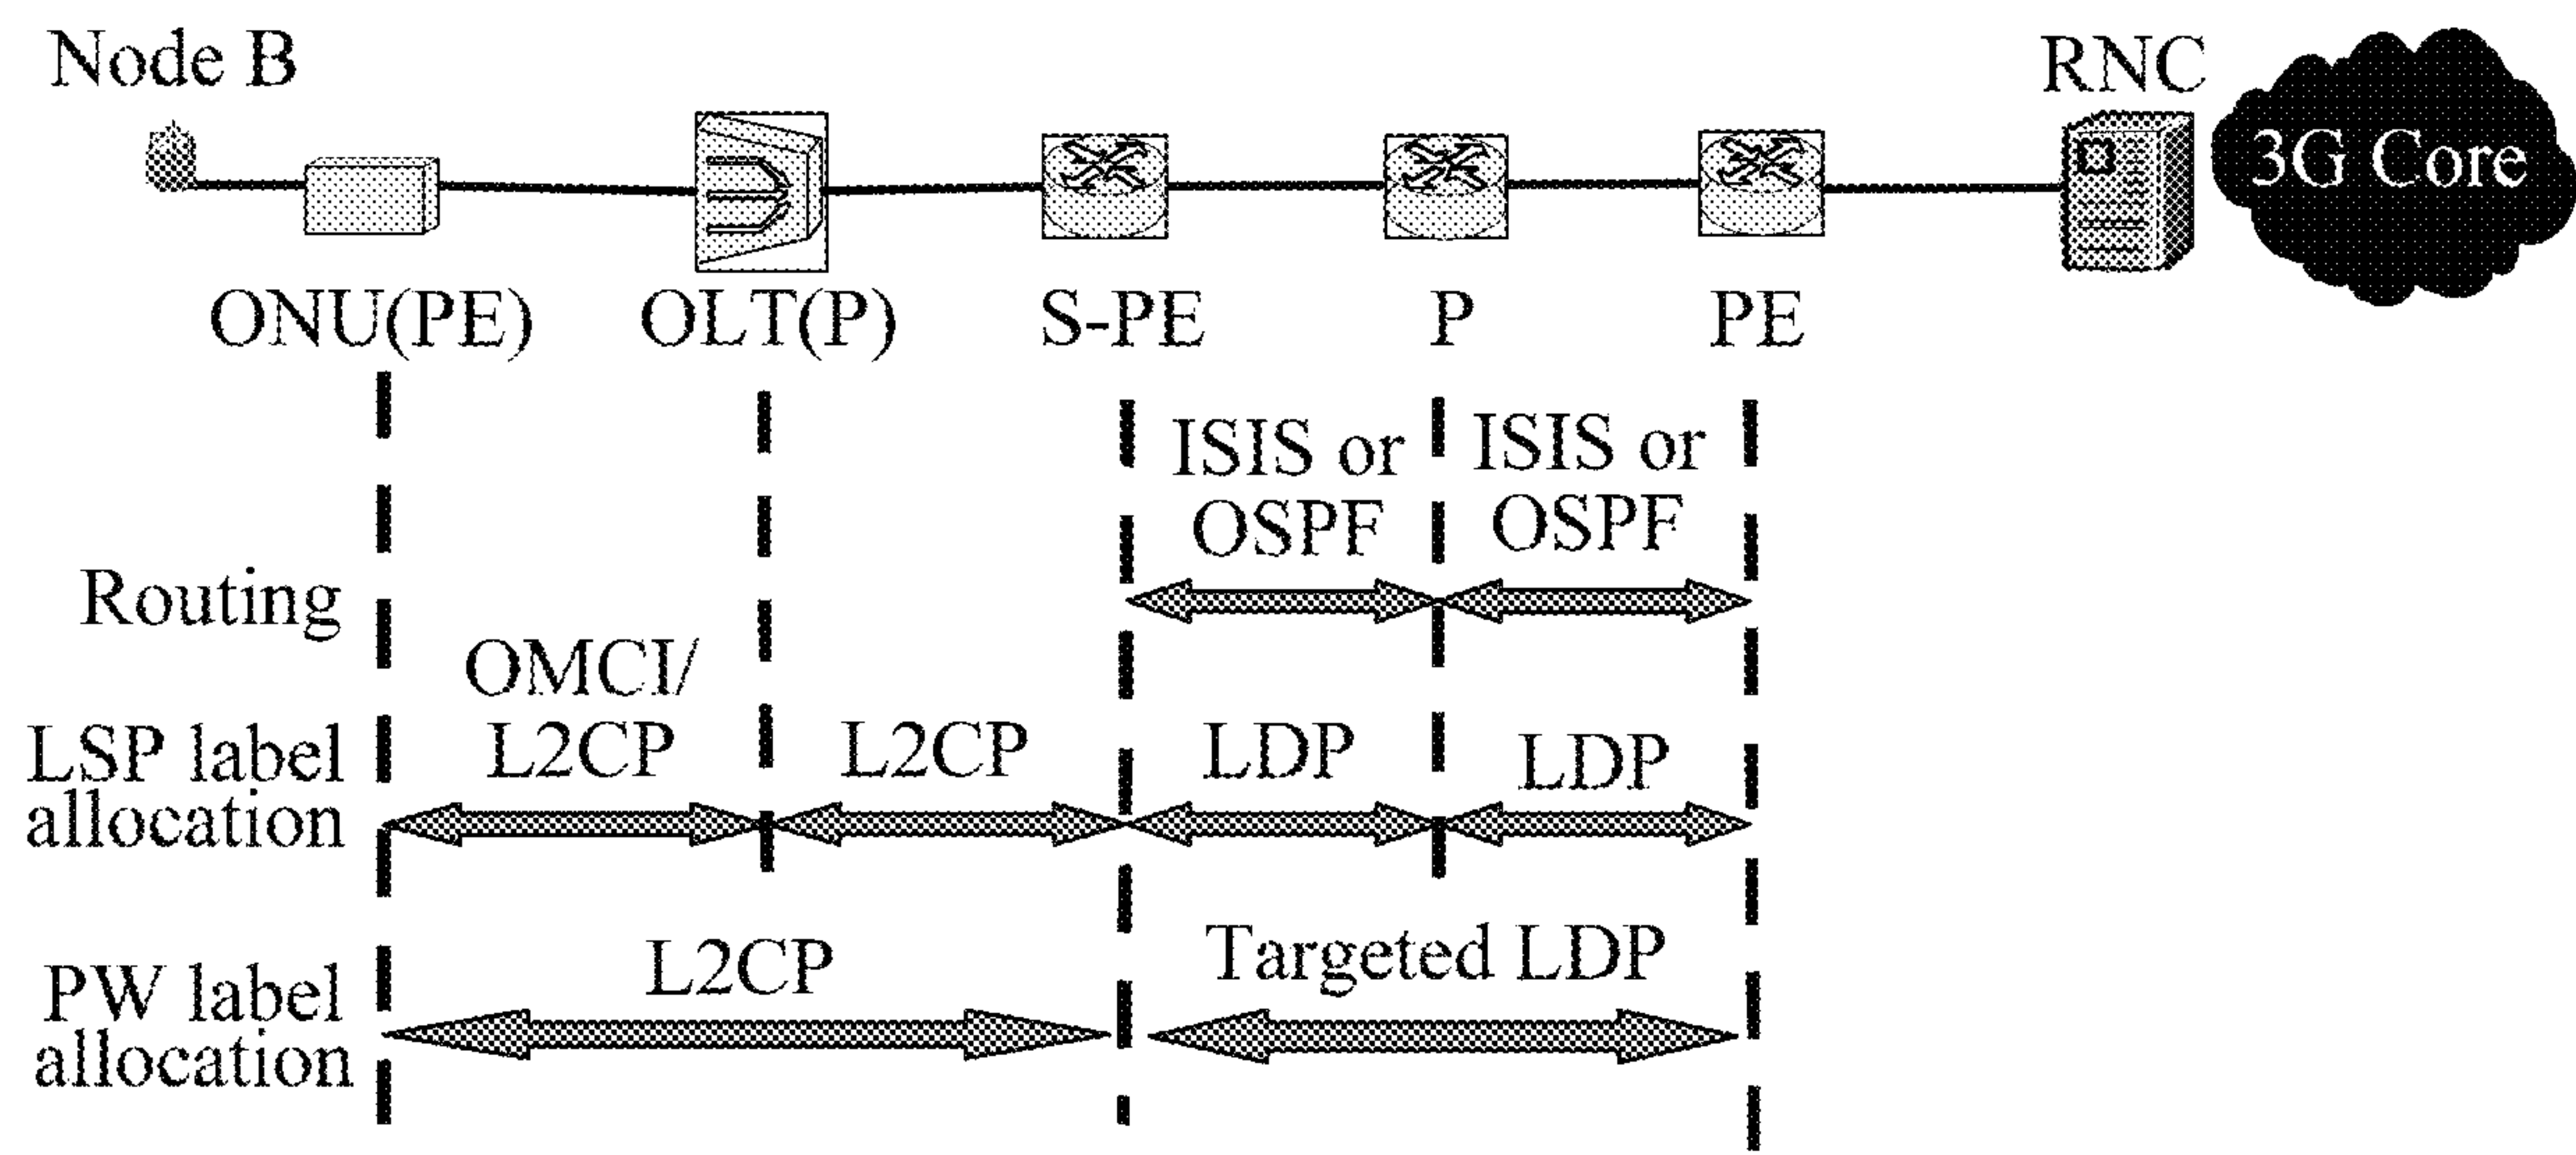 Node B
RNC
3G Core
ONU(PE)
OLT(P)
S-PE
P
PE
ISIS or
OSPF
ISIS or
OSPF
Routing
OMCI/
L2CP
L2CP
LDP
LDP
LSP label
allocation
L2CP
Targeted LDP
PW label
allocation